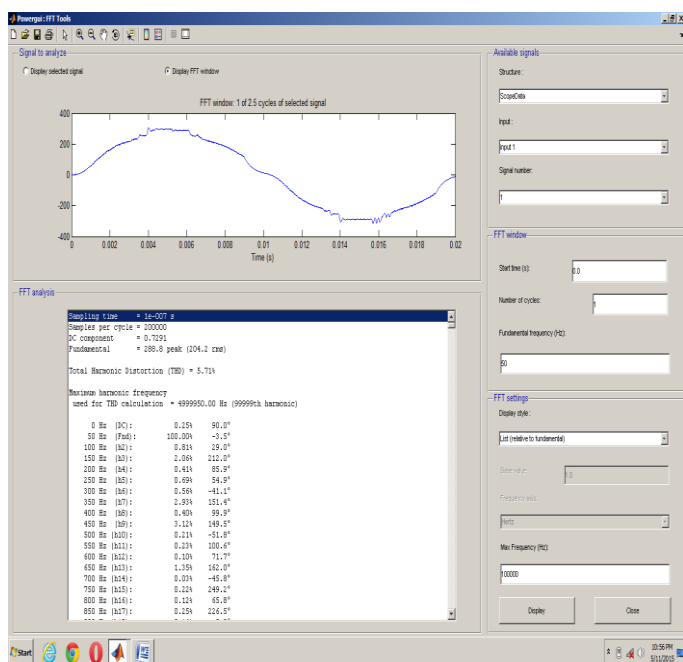 Powergui: FFT Tools
Signal to analyze
Display selected signal
Display FFT window
FFT window: 1 of 2.5 cycles of selected signal
400
200
0
-200
-400
0 0.002 0.004 0.006 0.008 0.01 0.012 0.014 0.016 0.018 0.02
Time (s)
FFT analysis
Sampling time = 1e-007 s
Samples per cycle = 200000
DC component = 0.7291
Fundamental = 288.8 peak (204.2 rms)
Total Harmonic Distortion (THD) = 5.71%
Maximum harmonic frequency
used for THD calculation = 4999950.00 Hz (99999th harmonic)
0 Hz (DC): 0.25% 90.0°
50 Hz (Fnd): 100.00% -3.5°
100 Hz (h2): 0.81% 29.0°
150 Hz (h3): 2.06% 212.0°
200 Hz (h4): 0.41% 85.9°
250 Hz (h5): 0.69% 54.9°
300 Hz (h6): 0.56% -41.1°
350 Hz (h7): 2.93% 151.4°
400 Hz (h8): 0.40% 99.9°
450 Hz (h9): 3.12% 149.5°
500 Hz (h10): 0.21% -51.8°
550 Hz (h11): 0.23% 100.6°
600 Hz (h12): 0.10% 71.7°
650 Hz (h13): 1.35% 162.0°
700 Hz (h14): 0.03% -45.8°
750 Hz (h15): 0.22% 249.2°
800 Hz (h16): 0.12% 65.8°
850 Hz (h17): 0.25% 226.5°
Available signals
Structure :
ScopeData
Input :
input 1
Signal number:
1
FFT window
Start time (s):
0.0
Number of cycles:
1
Fundamental frequency (Hz):
50
FFT settings
Display style :
List (relative to fundamental)
Base value:
1.0
Frequency axis:
Hertz
Max Frequency (Hz):
100000
Display
Close
Start
10:56 PM
5/11/2015